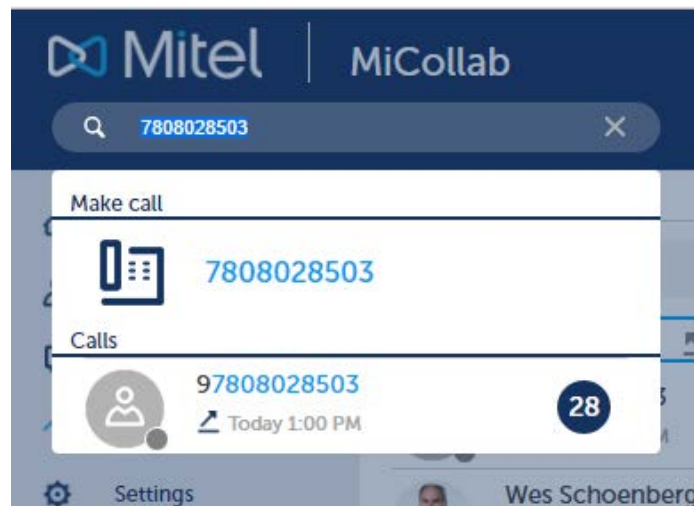 Mitel | MiCollab
7808028503
Make call
7808028503
Calls
97808028503
Today 1:00 PM
28
Settings
Wes Schoenberg